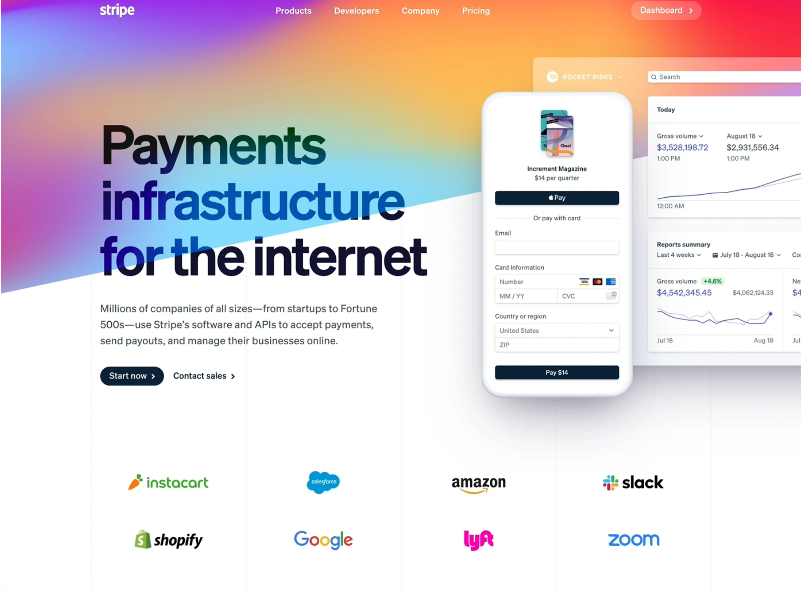 stripe
Products Developers Company Pricing
Dashboard
Payments
infrastructure
for the internet
Millions of companies of all sizes—from startups to Fortune
500s—use Stripe's software and APIs to accept payments,
send payouts, and manage their businesses online.
Start now
Contact sales
ROCKET RIDES
Search
Increment Magazine
$14 per quarter
Pay
Or pay with card
Email
Card Information
Number
VISA
MM / YY CVC
Country or region
United States
ZIP
Pay $14
Today
Gross volume August 18
$3,528,198.72 $2,931,556.34
1:00 PM 1:00 PM
12:00 AM
Reports summary
Last 4 weeks July 18 - August 18
Gross volume +4.6%
$4,542,345.45 $4,062,124.33
Jul 18 Aug 18
instacart
salesforce
amazon
slack
shopify
Google
lyft
zoom